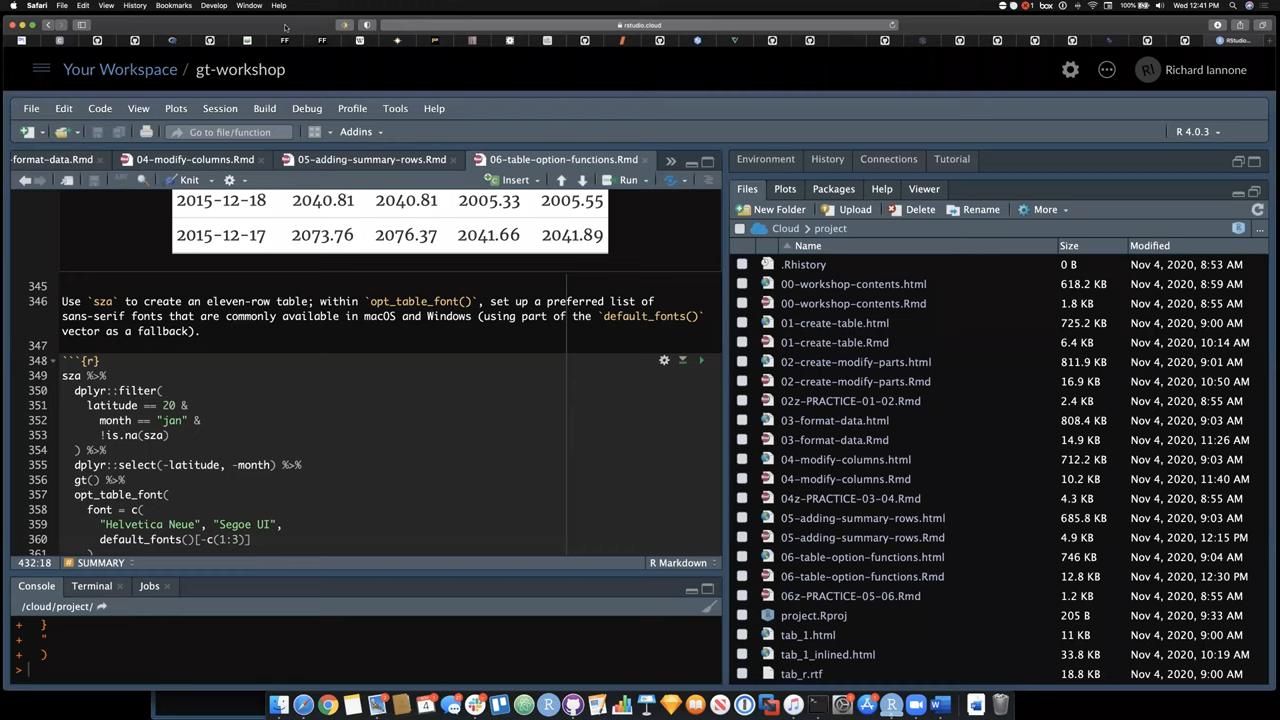 Safari File Edit View History Bookmarks Develop Window Help
100% Wed 12:41 PM
rstudio.cloud
FF FF
RStudio...
Your Workspace / gt-workshop
RI Richard Iannone
File Edit Code View Plots Session Build Debug Profile Tools Help
Go to file/function Addins R 4.0.3
-format-data.Rmd 04-modify-columns.Rmd 05-adding-summary-rows.Rmd 06-table-option-functions.Rmd
Knit Insert Run
2015-12-18 2040.81 2040.81 2005.33 2005.55
2015-12-17 2073.76 2076.37 2041.66 2041.89
345
346 Use `sza` to create an eleven-row table; within `opt_table_font()`, set up a preferred list of
sans-serif fonts that are commonly available in macOS and Windows (using part of the `default_fonts()`
vector as a fallback).
347
348 ```{r}
349 sza %>%
350 dplyr::filter(
351 latitude == 20 &
352 month == "jan" &
353 !is.na(sza)
354 ) %>%
355 dplyr::select(-latitude, -month) %>%
356 gt() %>%
357 opt_table_font(
358 font = c(
359 "Helvetica Neue", "Segoe UI",
360 default_fonts()[-c(1:3)]
361 )
432:18 # SUMMARY R Markdown
Console Terminal Jobs
/cloud/project/
+ }
+ "
+ )
>
Environment History Connections Tutorial
Files Plots Packages Help Viewer
New Folder Upload Delete Rename More
Cloud project ...
Name Size Modified
.Rhistory 0 B Nov 4, 2020, 8:53 AM
00-workshop-contents.html 618.2 KB Nov 4, 2020, 9:03 AM
00-workshop-contents.Rmd 1.8 KB Nov 4, 2020, 8:55 AM
01-create-table.html 725.2 KB Nov 4, 2020, 9:00 AM
01-create-table.Rmd 6.4 KB Nov 4, 2020, 10:14 AM
02-create-modify-parts.html 811.9 KB Nov 4, 2020, 9:01 AM
02-create-modify-parts.Rmd 16.9 KB Nov 4, 2020, 10:50 AM
02z-PRACTICE-01-02.Rmd 2.4 KB Nov 4, 2020, 8:55 AM
03-format-data.html 808.4 KB Nov 4, 2020, 9:03 AM
03-format-data.Rmd 14.9 KB Nov 4, 2020, 11:26 AM
04-modify-columns.html 712.2 KB Nov 4, 2020, 9:03 AM
04-modify-columns.Rmd 10.2 KB Nov 4, 2020, 11:40 AM
04z-PRACTICE-03-04.Rmd 4.3 KB Nov 4, 2020, 8:55 AM
05-adding-summary-rows.html 685.8 KB Nov 4, 2020, 9:03 AM
05-adding-summary-rows.Rmd 4.9 KB Nov 4, 2020, 12:15 PM
06-table-option-functions.html 746 KB Nov 4, 2020, 9:04 AM
06-table-option-functions.Rmd 12.8 KB Nov 4, 2020, 12:30 PM
06z-PRACTICE-05-06.Rmd 1.2 KB Nov 4, 2020, 8:55 AM
project.Rproj 205 B Nov 4, 2020, 9:33 AM
tab_1.html 11 KB Nov 4, 2020, 9:00 AM
tab_1_inlined.html 33.8 KB Nov 4, 2020, 10:19 AM
tab_r.rtf 18.8 KB Nov 4, 2020, 9:00 AM